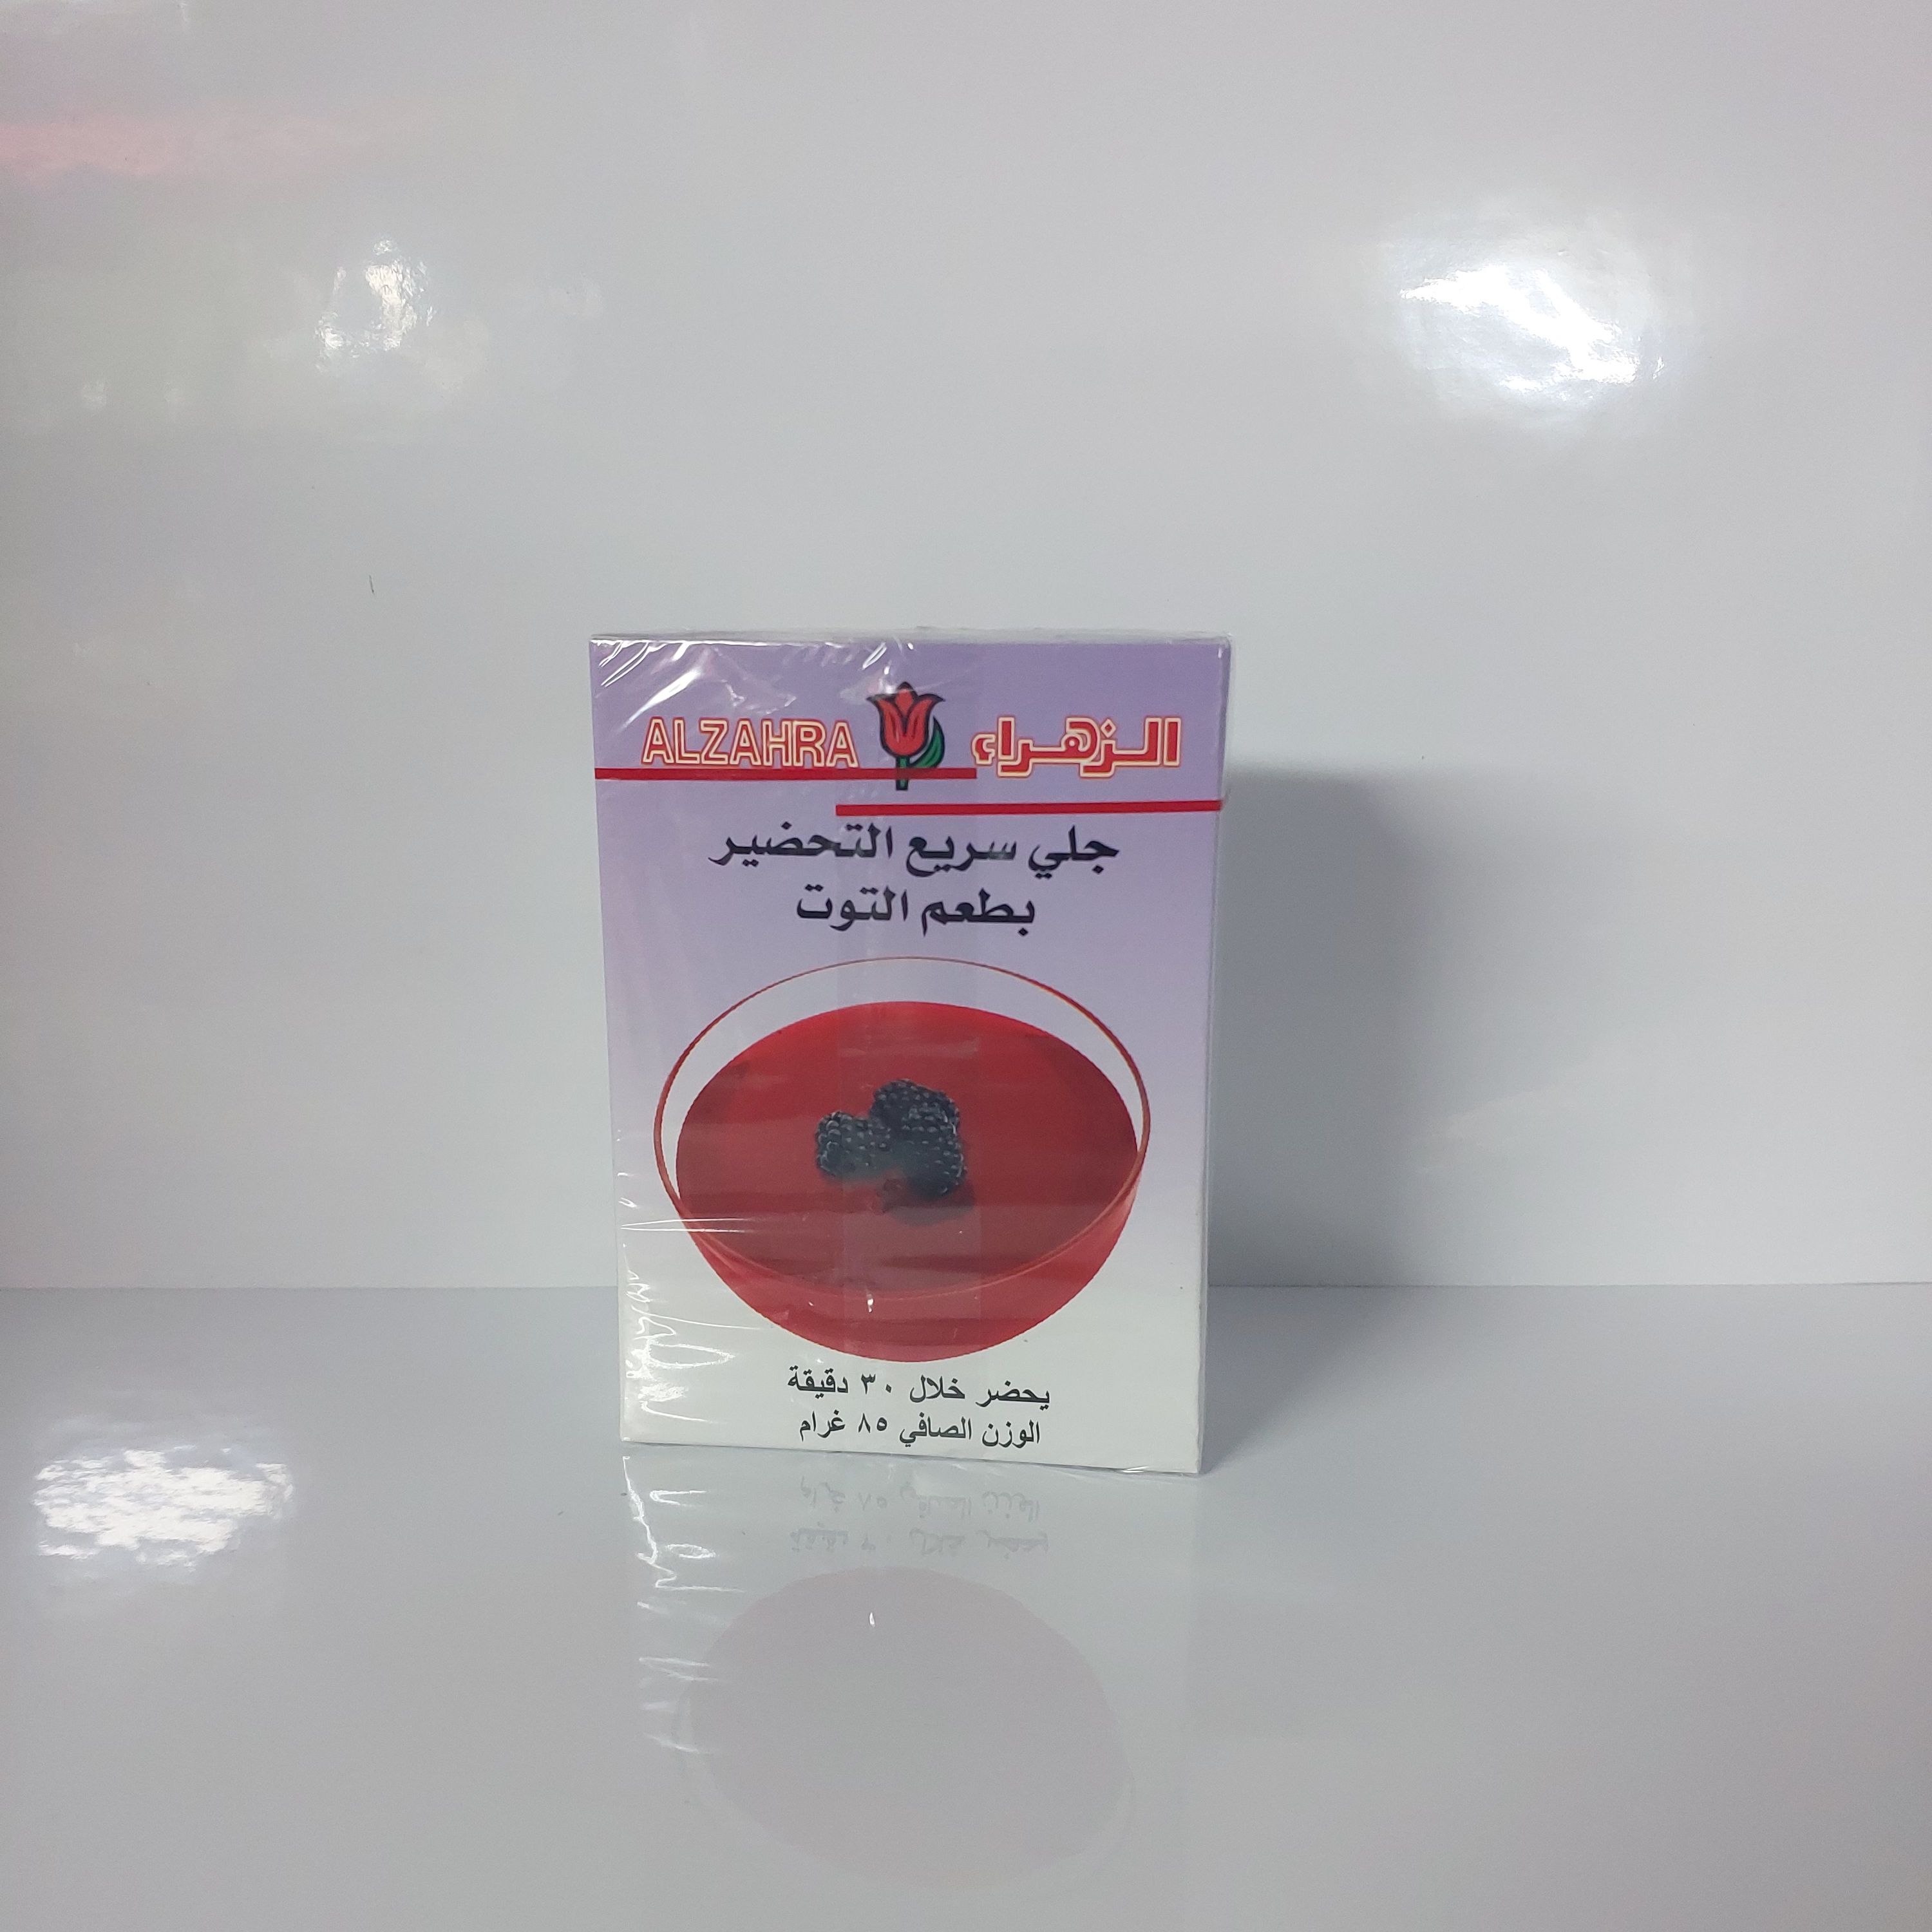 ALZAHRA الزهراء
جلي سريع التحضير
بطعم التوت
يحضر خلال ٣٠ دقيقة
الوزن الصافي ٨٥ غرام